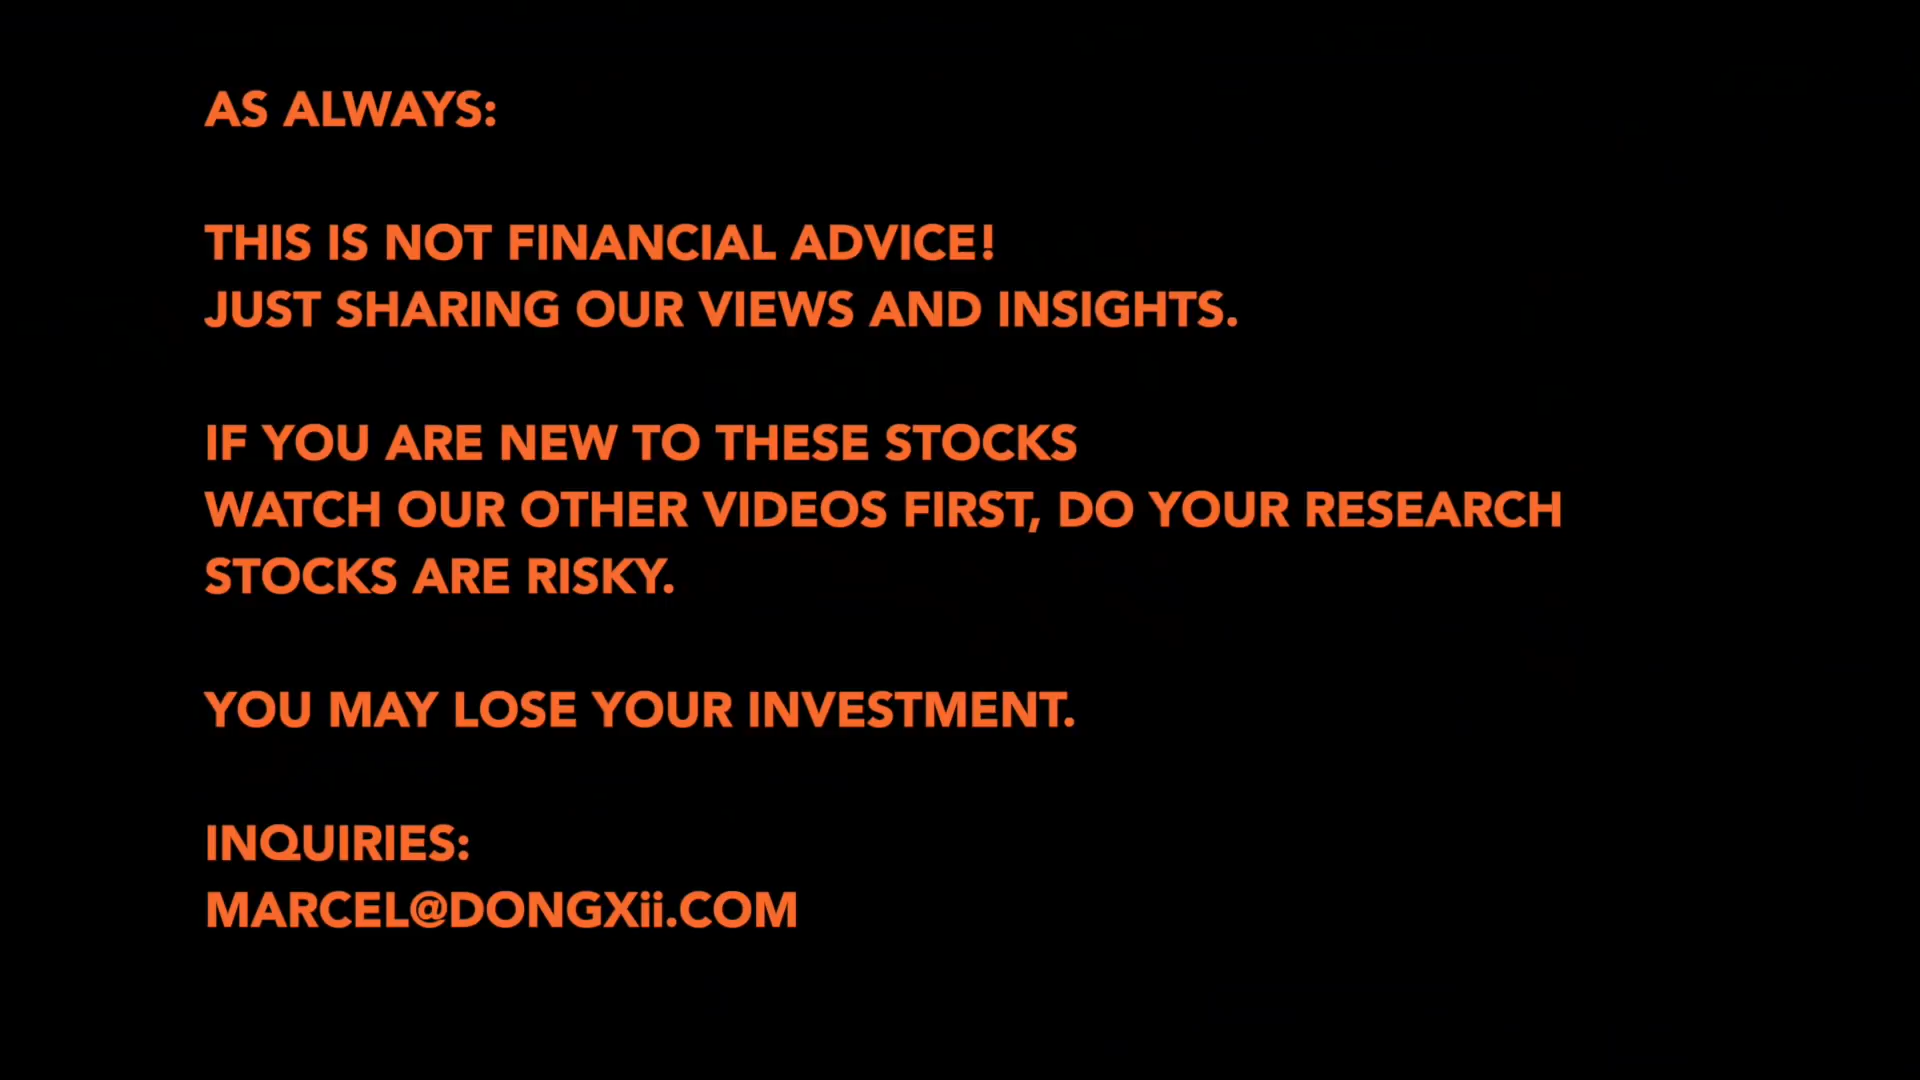 AS ALWAYS:
THIS IS NOT FINANCIAL ADVICE!
JUST SHARING OUR VIEWS AND INSIGHTS.
IF YOU ARE NEW TO THESE STOCKS
WATCH OUR OTHER VIDEOS FIRST, DO YOUR RESEARCH
STOCKS ARE RISKY.
YOU MAY LOSE YOUR INVESTMENT.
INQUIRIES:
MARCEL@DONGXii.COM